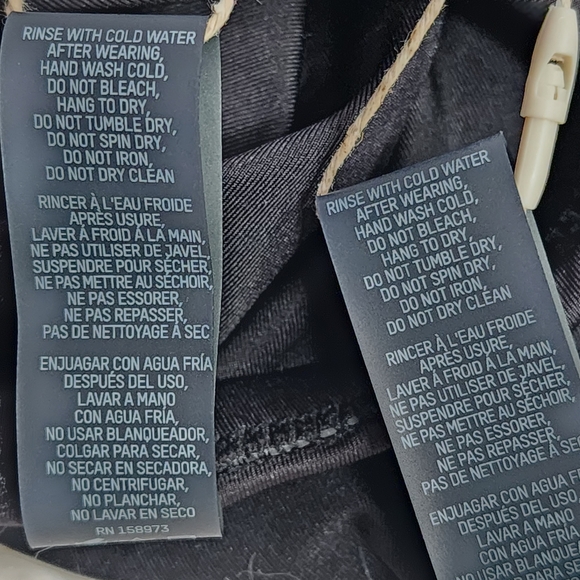 RINSE WITH COLD WATER
AFTER WEARING,
HAND WASH COLD,
DO NOT BLEACH,
HANG TO DRY,
DO NOT TUMBLE DRY,
DO NOT SPIN DRY,
DO NOT IRON,
DO NOT DRY CLEAN
RINCER À L'EAU FROIDE
APRÈS USURE,
LAVER À FROID À LA MAIN,
NE PAS UTILISER DE JAVEL,
SUSPENDRE POUR SÉCHER,
NE PAS METTRE AU SÉCHOIR,
NE PAS ESSORER,
NE PAS REPASSER,
PAS DE NETTOYAGE À SEC
ENJUAGAR CON AGUA FRÍA
DESPUÉS DEL USO,
LAVAR A MANO
CON AGUA FRÍA,
NO USAR BLANQUEADOR,
COLGAR PARA SECAR,
NO SECAR EN SECADORA,
NO CENTRIFUGAR,
NO PLANCHAR,
NO LAVAR EN SECO
RN 158973
RINSE WITH COLD WATER
AFTER WEARING,
HAND WASH COLD,
DO NOT BLEACH,
HANG TO DRY,
DO NOT TUMBLE DRY,
DO NOT SPIN DRY,
DO NOT IRON,
DO NOT DRY CLEAN
RINCER À L'EAU FROIDE
APRÈS USURE,
LAVER À FROID À LA MAIN,
NE PAS UTILISER DE JAVEL,
SUSPENDRE POUR SÉCHER,
NE PAS METTRE AU SÉCHOIR,
NE PAS ESSORER,
NE PAS REPASSER,
PAS DE NETTOYAGE À SEC
ENJUAGAR CON AGUA
DESPUÉS DEL USO,
LAVAR A MANO
CON AGUA FRÍA,